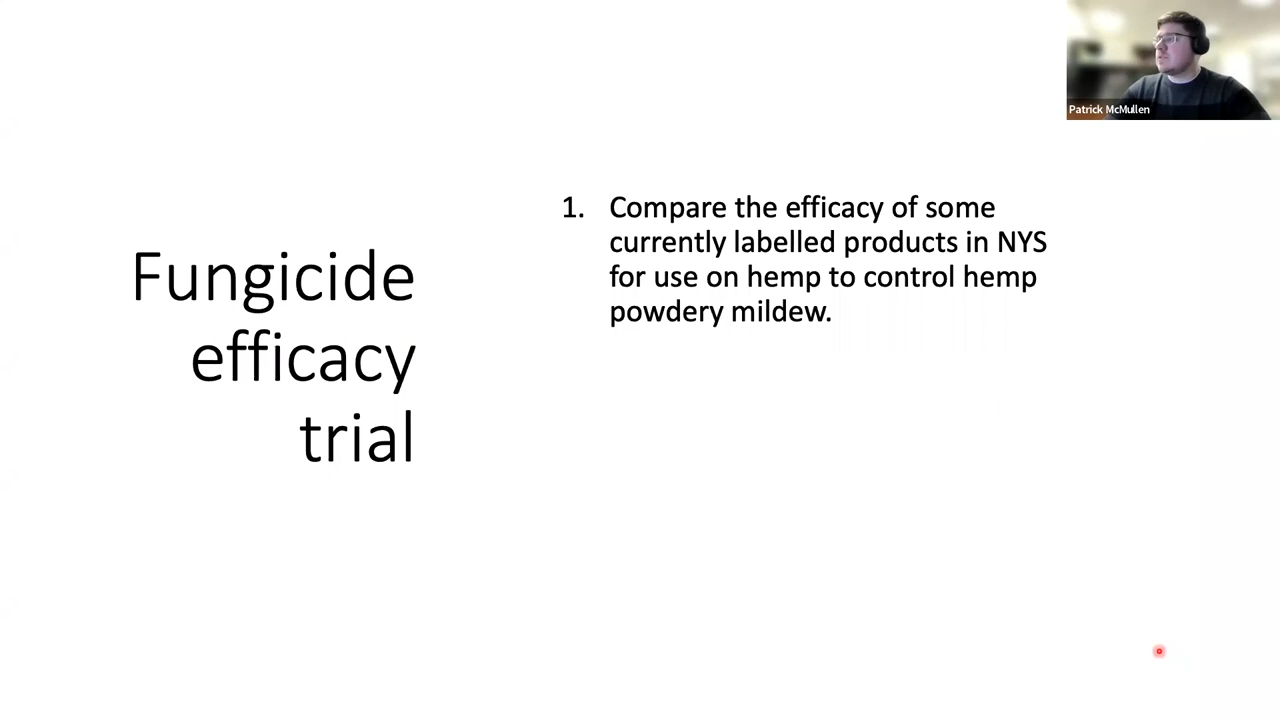 Patrick McMullen
Fungicide
efficacy
trial
1. Compare the efficacy of some
currently labelled products in NYS
for use on hemp to control hemp
powdery mildew.